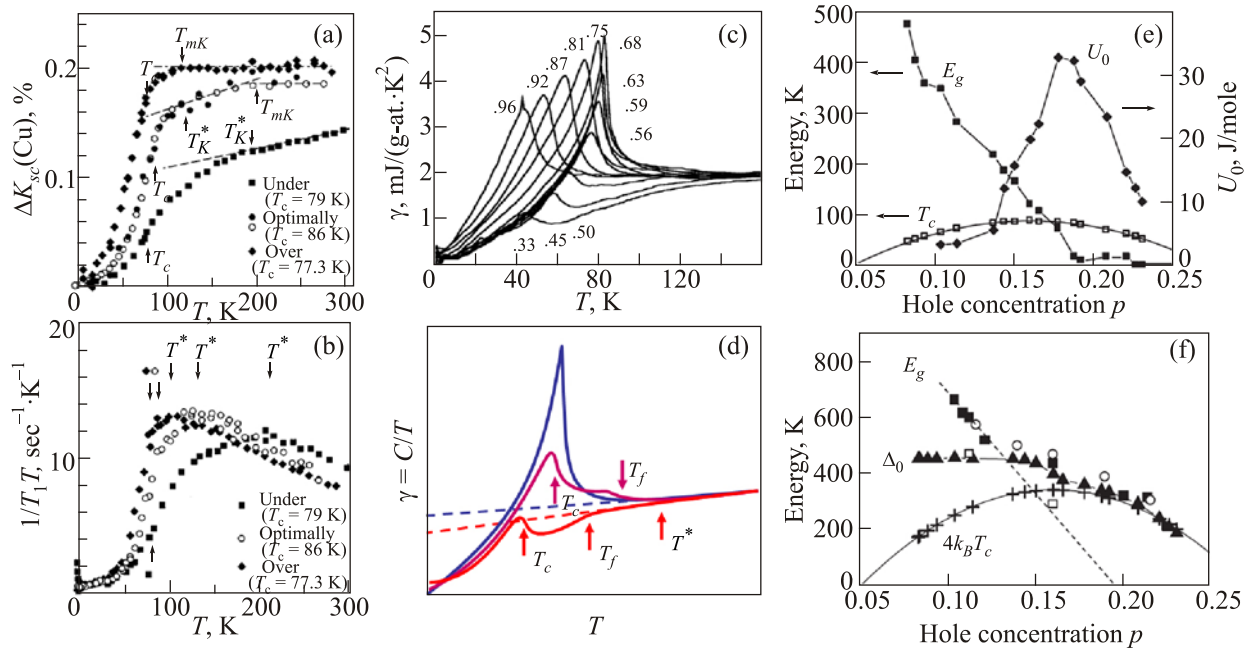 (a)
ΔK_sc(Cu), %
0.2
0.1
T_mK
T
T_mK
T*_K
T*_K
T
T_c
Under
(T_c = 79 K)
Optimally
(T_c = 86 K)
Over
(T_c = 77.3 K)
0
100
200
300
T, K
(b)
1/T₁T, sec⁻¹·K⁻¹
20
16
10
T*
T*
T*
Under
(T_c = 79 K)
Optimally
(T_c = 86 K)
Over
(T_c = 77.3 K)
0
100
200
300
T, K
(c)
γ, mJ/(g-at.·K²)
5
4
3
2
1
.96
.92
.87
.81
.75
.68
.63
.59
.56
.33
.45
.50
0
40
80
120
T, K
(d)
γ = C/T
T_f
T_c
T_c
T_f
T*
T
(e)
Energy, K
500
400
300
200
100
0
E_g
U_0
T_c
30
20
10
0
U_0, J/mole
0.05
0.10
0.15
0.20
0.25
Hole concentration p
(f)
Energy, K
800
600
400
200
0
E_g
Δ_0
4k_BT_c
0.05
0.10
0.15
0.20
0.25
Hole concentration p